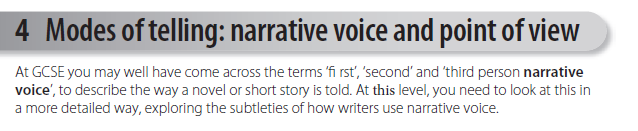 4 Modes of telling: narrative voice and point of view
At GCSE you may well have come across the terms ‘fi rst’, ‘second’ and ‘third person narrative
voice’, to describe the way a novel or short story is told. At this level, you need to look at this in
a more detailed way, exploring the subtleties of how writers use narrative voice.